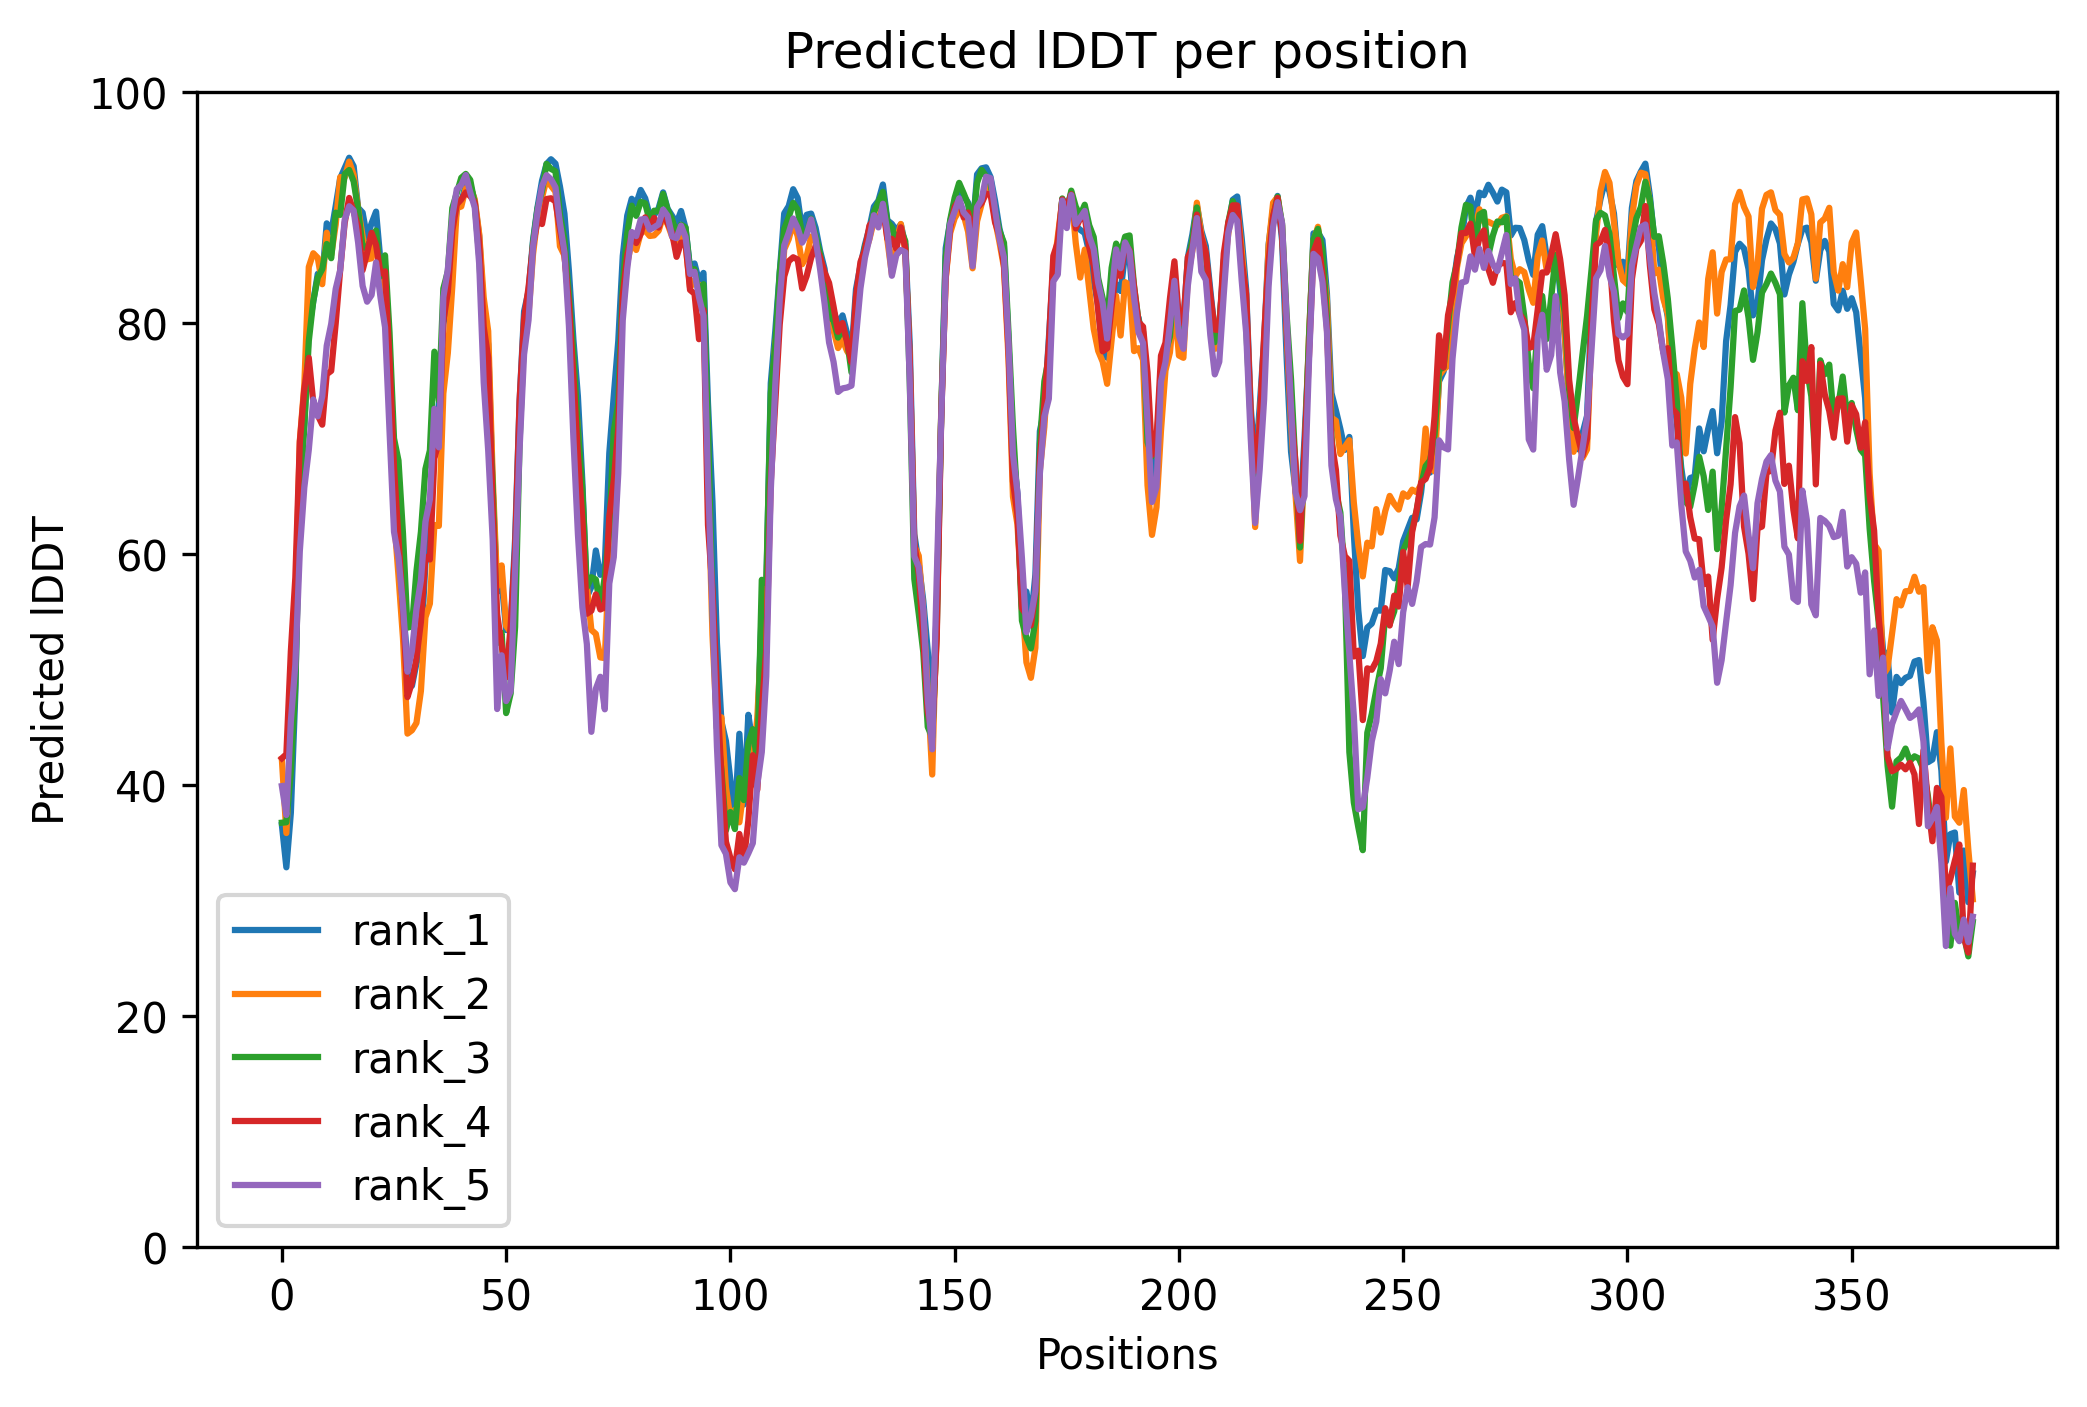 Predicted lDDT per position
100
80
60
40
20
0
Predicted lDDT
rank_1
rank_2
rank_3
rank_4
rank_5
0 50 100 150 200 250 300 350
Positions